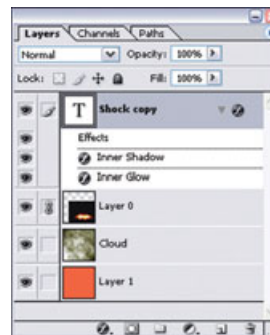 Layers Channels Paths
Normal Opacity: 100%
Lock: Fill: 100%
T Shock copy
Effects
Inner Shadow
Inner Glow
Layer 0
Cloud
Layer 1